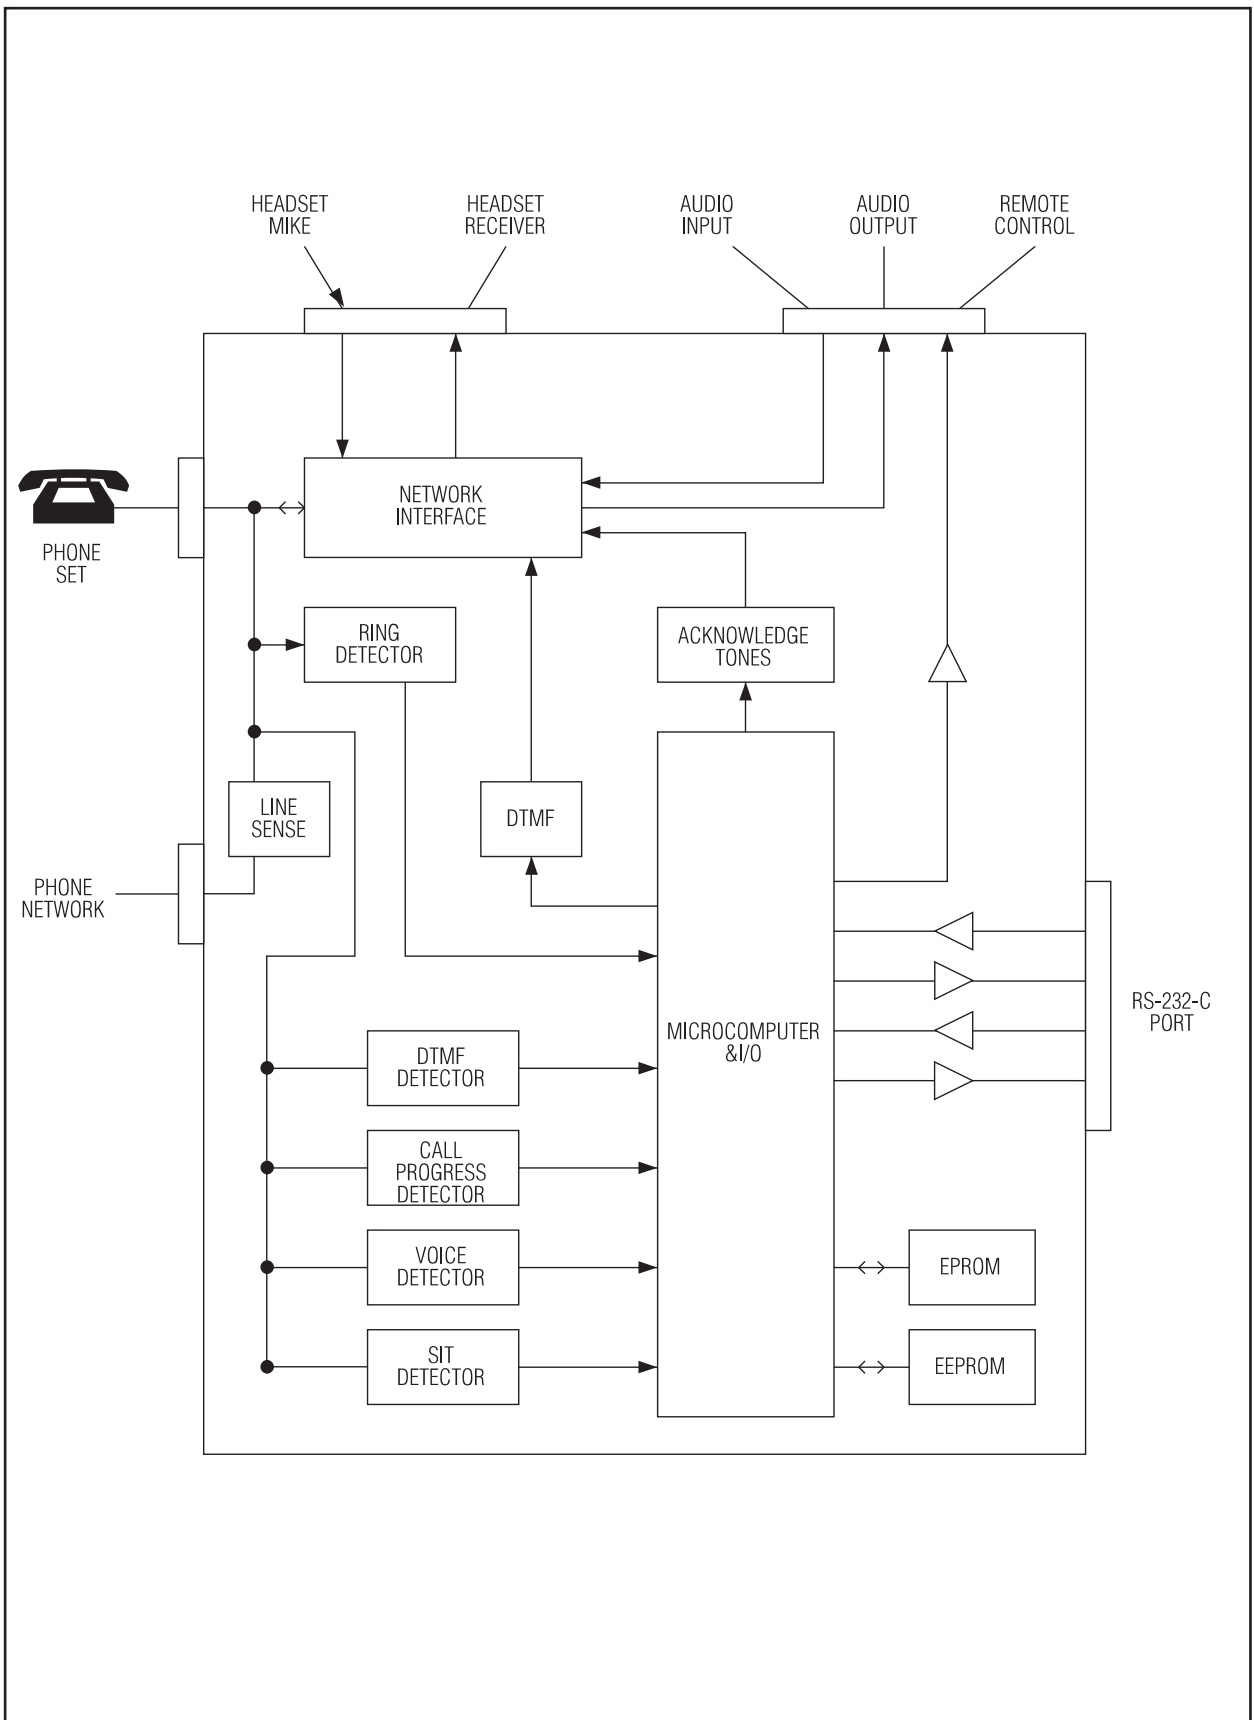 HEADSET
MIKE
HEADSET
RECEIVER
AUDIO
INPUT
AUDIO
OUTPUT
REMOTE
CONTROL
PHONE
SET
NETWORK
INTERFACE
RING
DETECTOR
ACKNOWLEDGE
TONES
LINE
SENSE
DTMF
PHONE
NETWORK
MICROCOMPUTER
&I/O
RS-232-C
PORT
DTMF
DETECTOR
CALL
PROGRESS
DETECTOR
VOICE
DETECTOR
EPROM
SIT
DETECTOR
EEPROM